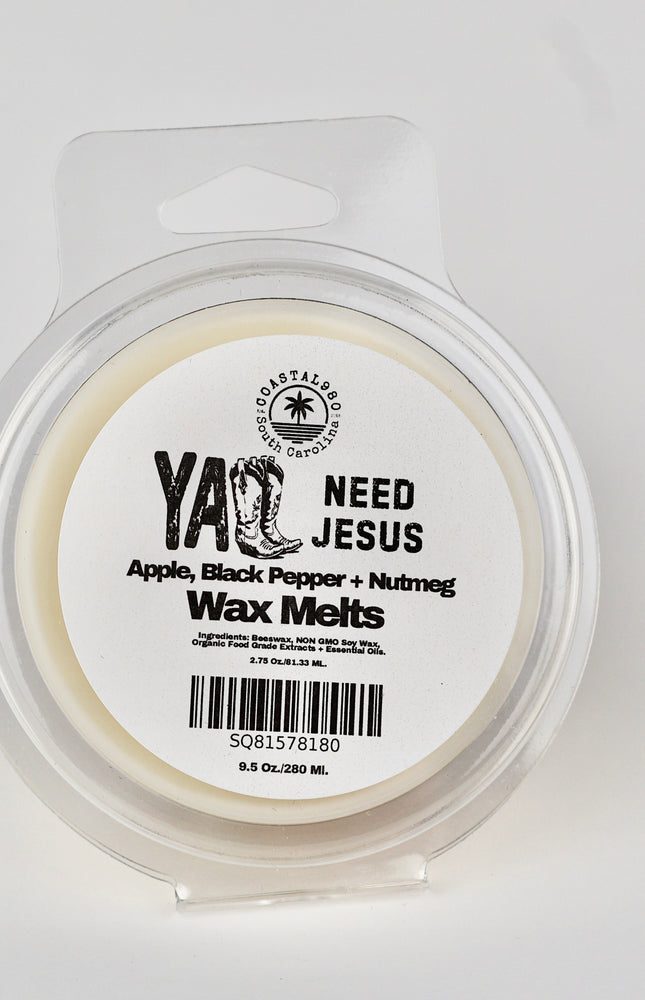 COASTAL980
South Carolina
YA
NEED
JESUS
Apple, Black Pepper + Nutmeg
Wax Melts
Ingredients: Beeswax, NON GMO Soy Wax,
Organic Food Grade Extracts + Essential Oils.
2.75 Oz./81.33 ML.
SQ81578180
9.5 Oz./280 Ml.